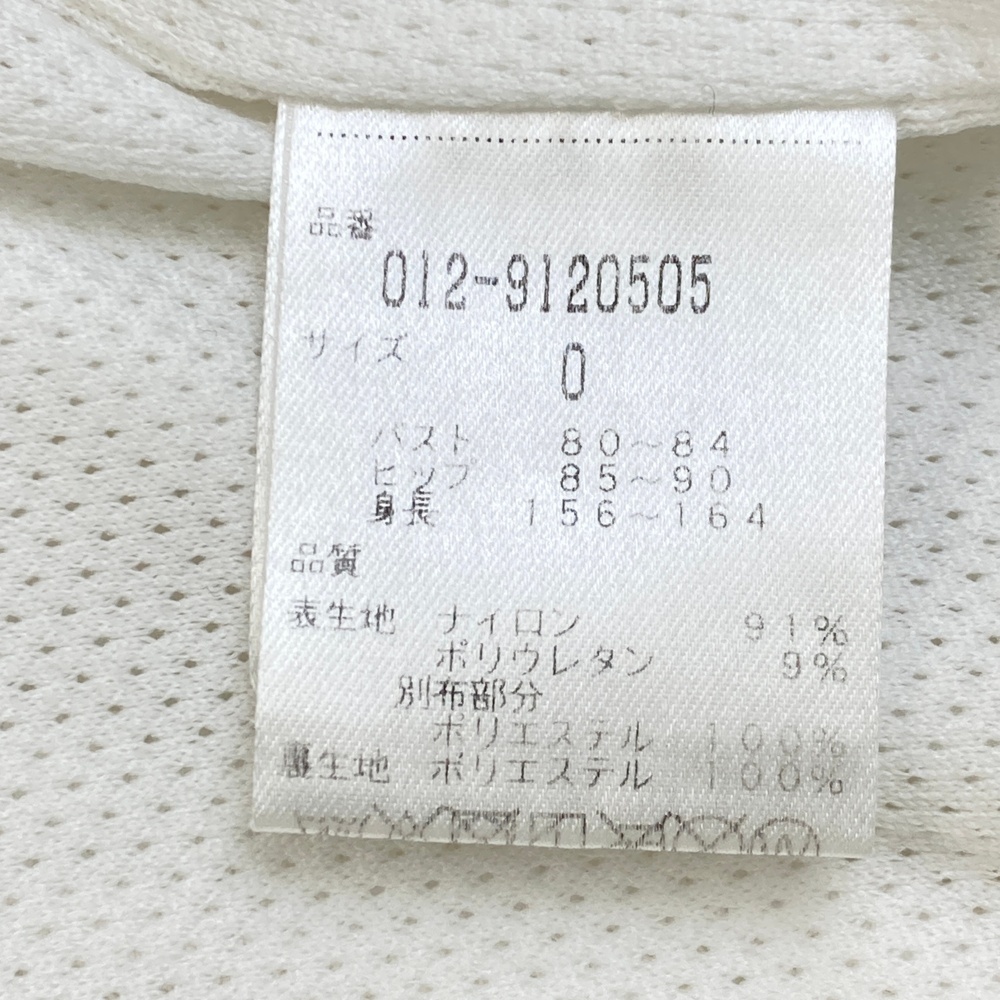 品番
012-9120505
サイズ
0
バスト 80～84
ヒップ 85～90
身長 156～164
品質
表生地 ナイロン 91%
ポリウレタン 9%
別布部分
ポリエステル 100%
裏生地 ポリエステル 100%